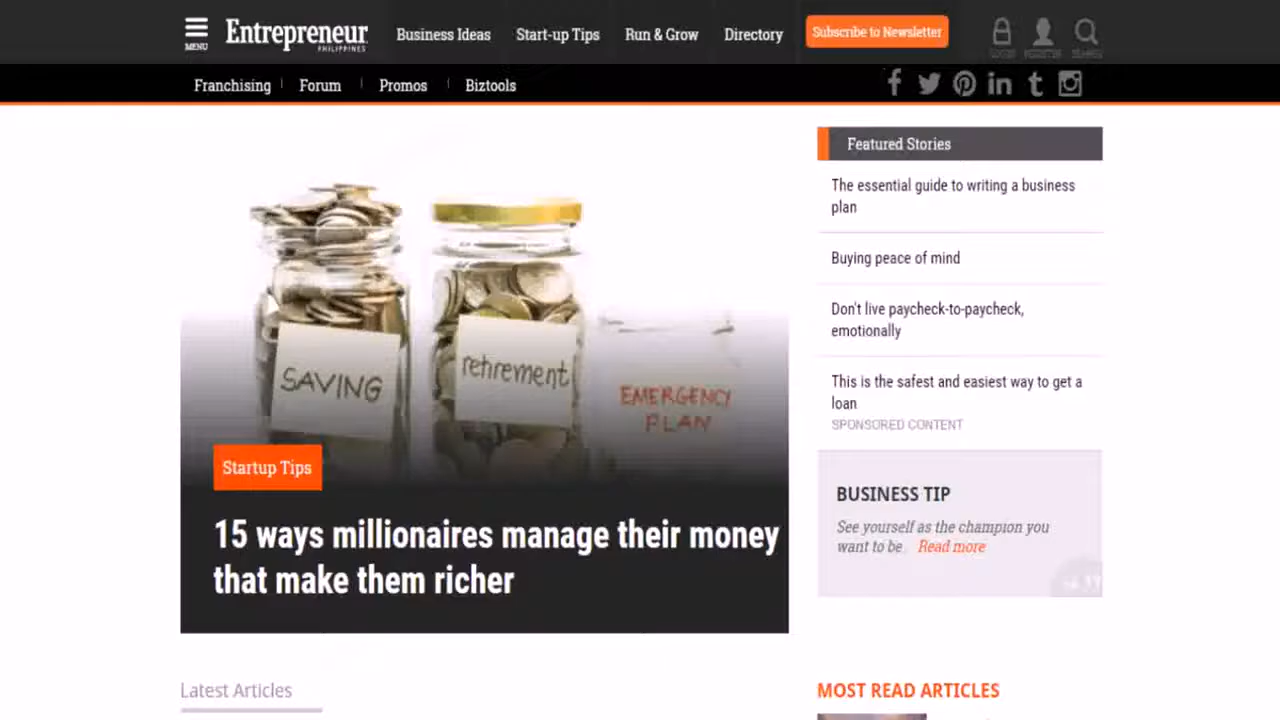 MENU
Entrepreneur
PHILIPPINES
Business Ideas
Start-up Tips
Run & Grow
Directory
Subscribe to Newsletter
Franchising
Forum
Promos
Biztools
SAVING
retirement
EMERGENCY
PLAN
Startup Tips
15 ways millionaires manage their money
that make them richer
Featured Stories
The essential guide to writing a business
plan
Buying peace of mind
Don't live paycheck-to-paycheck,
emotionally
This is the safest and easiest way to get a
loan
SPONSORED CONTENT
BUSINESS TIP
See yourself as the champion you
want to be. Read more
Latest Articles
MOST READ ARTICLES